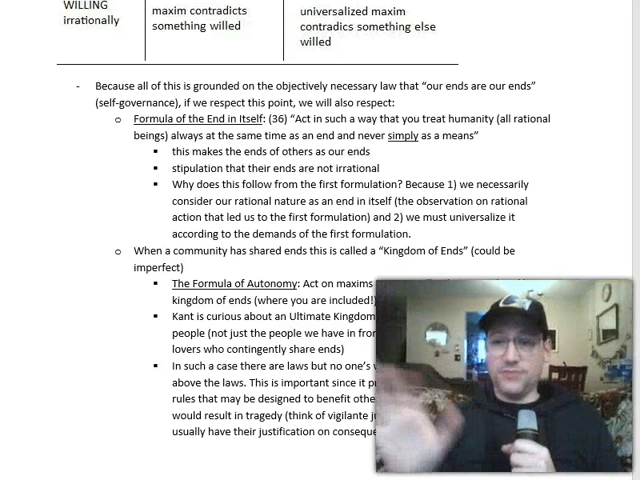 WILLING
irrationally
maxim contradicts
something willed
universalized maxim
contradics something else
willed
- Because all of this is grounded on the objectively necessary law that “our ends are our ends”
(self-governance), if we respect this point, we will also respect:
o Formula of the End in Itself: (36) “Act in such a way that you treat humanity (all rational
beings) always at the same time as an end and never simply as a means”
▪ this makes the ends of others as our ends
▪ stipulation that their ends are not irrational
▪ Why does this follow from the first formulation? Because 1) we necessarily
consider our rational nature as an end in itself (the observation on rational
action that led us to the first formulation) and 2) we must universalize it
according to the demands of the first formulation.
o When a community has shared ends this is called a “Kingdom of Ends” (could be
imperfect)
▪ The Formula of Autonomy: Act on maxims
kingdom of ends (where you are included!)
▪ Kant is curious about an Ultimate Kingdom
people (not just the people we have in
lovers who contingently share ends)
▪ In such a case there are laws but no one’s
above the laws. This is important since it
rules that may be designed to benefit
would result in tragedy (think of vigilante
usually have their justification on